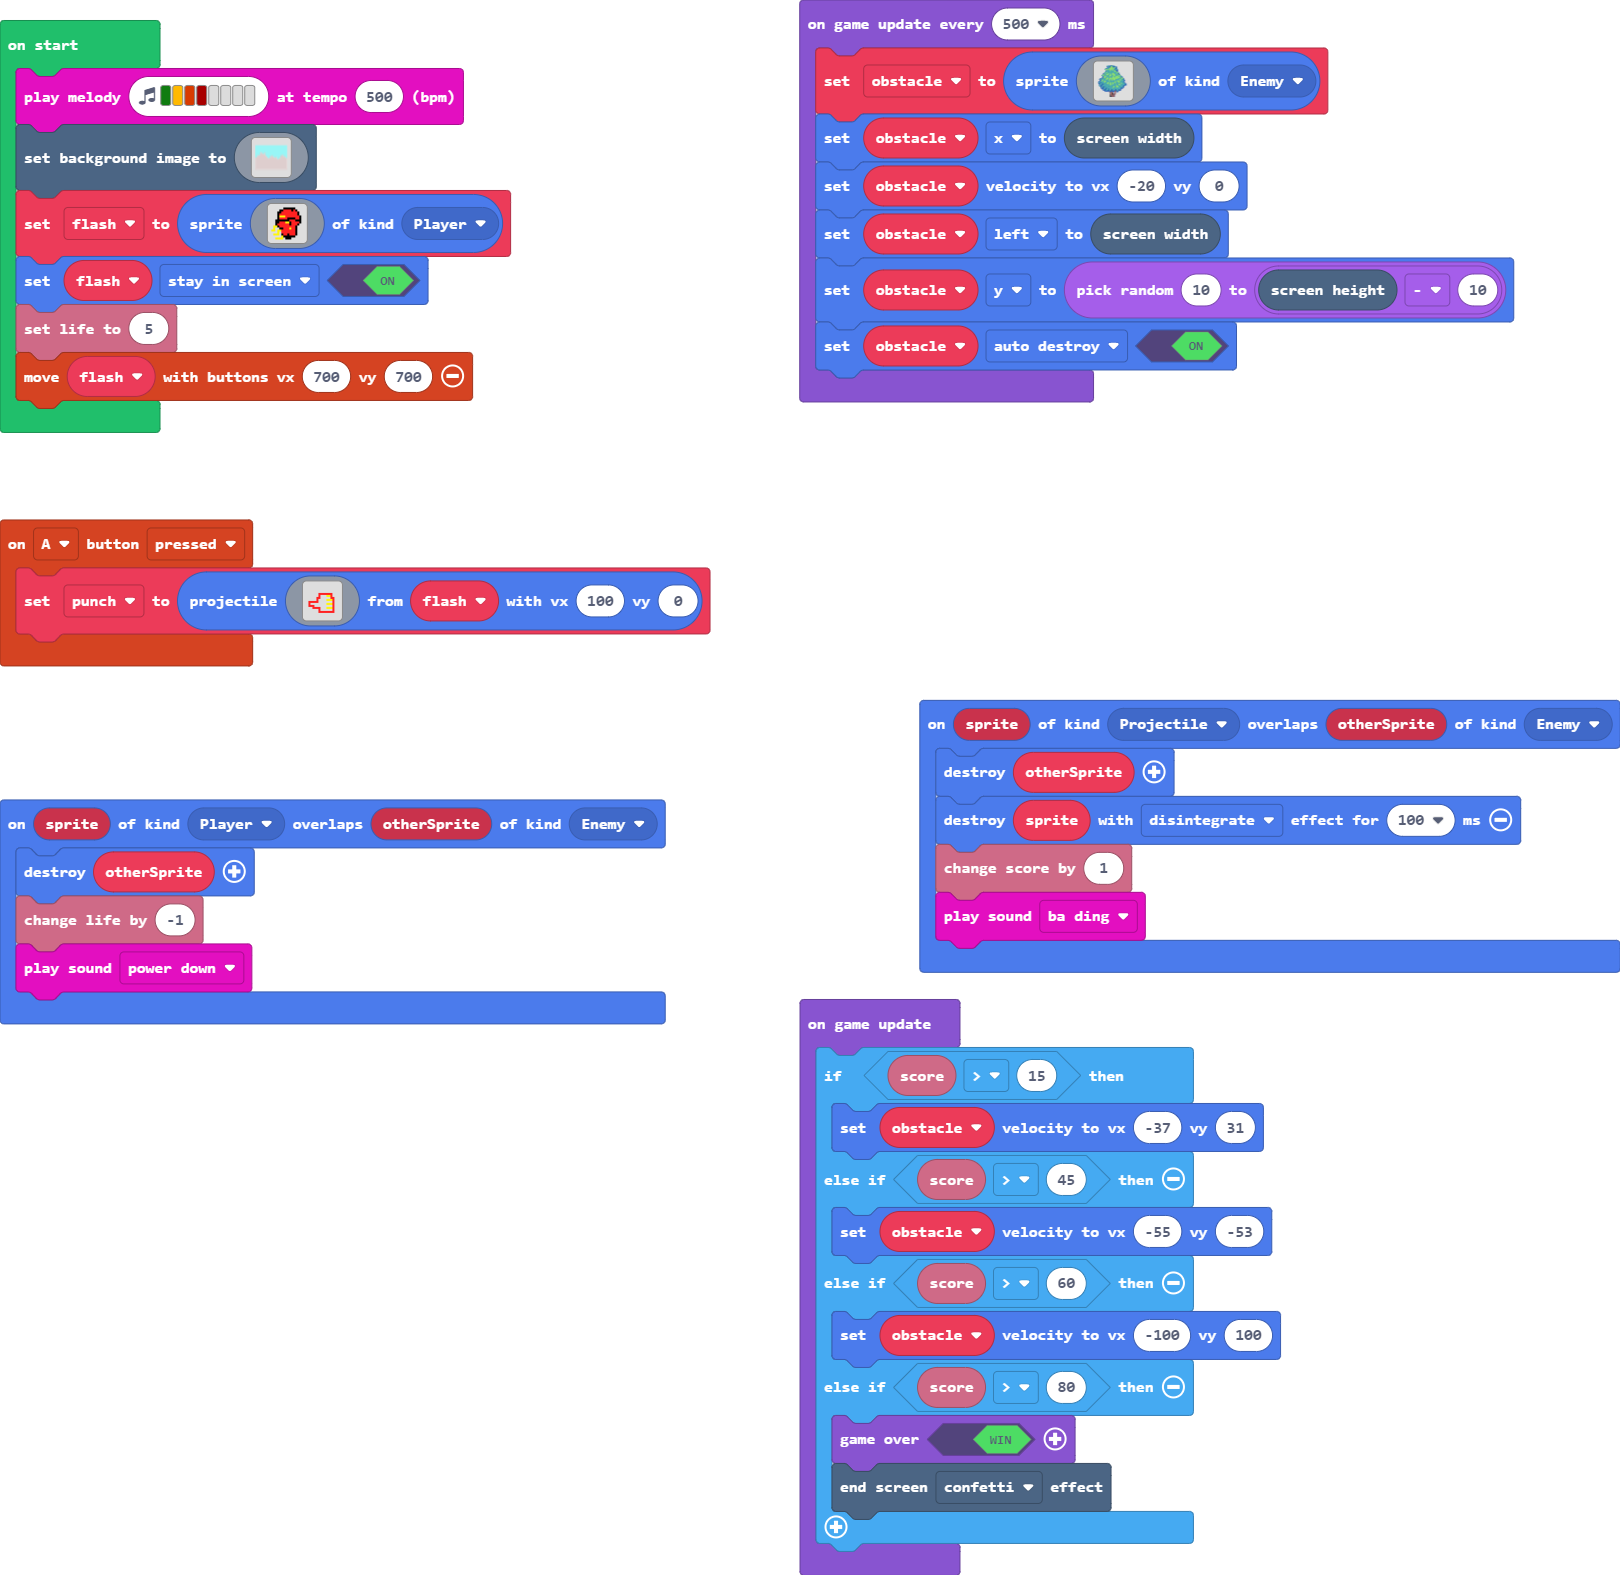 on start
play melody at tempo 500 (bpm)
set background image to
set flash to sprite of kind Player
set flash stay in screen ON
set life to 5
move flash with buttons vx 700 vy 700
on game update every 500 ms
set obstacle to sprite of kind Enemy
set obstacle x to screen width
set obstacle velocity to vx -20 vy 0
set obstacle left to screen width
set obstacle y to pick random 10 to screen height - 10
set obstacle auto destroy ON
on A button pressed
set punch to projectile from flash with vx 100 vy 0
on sprite of kind Projectile overlaps otherSprite of kind Enemy
destroy otherSprite
destroy sprite with disintegrate effect for 100 ms
change score by 1
play sound ba ding
on sprite of kind Player overlaps otherSprite of kind Enemy
destroy otherSprite
change life by -1
play sound power down
on game update
if score > 15 then
set obstacle velocity to vx -37 vy 31
else if score > 45 then
set obstacle velocity to vx -55 vy -53
else if score > 60 then
set obstacle velocity to vx -100 vy 100
else if score > 80 then
game over WIN
end screen confetti effect